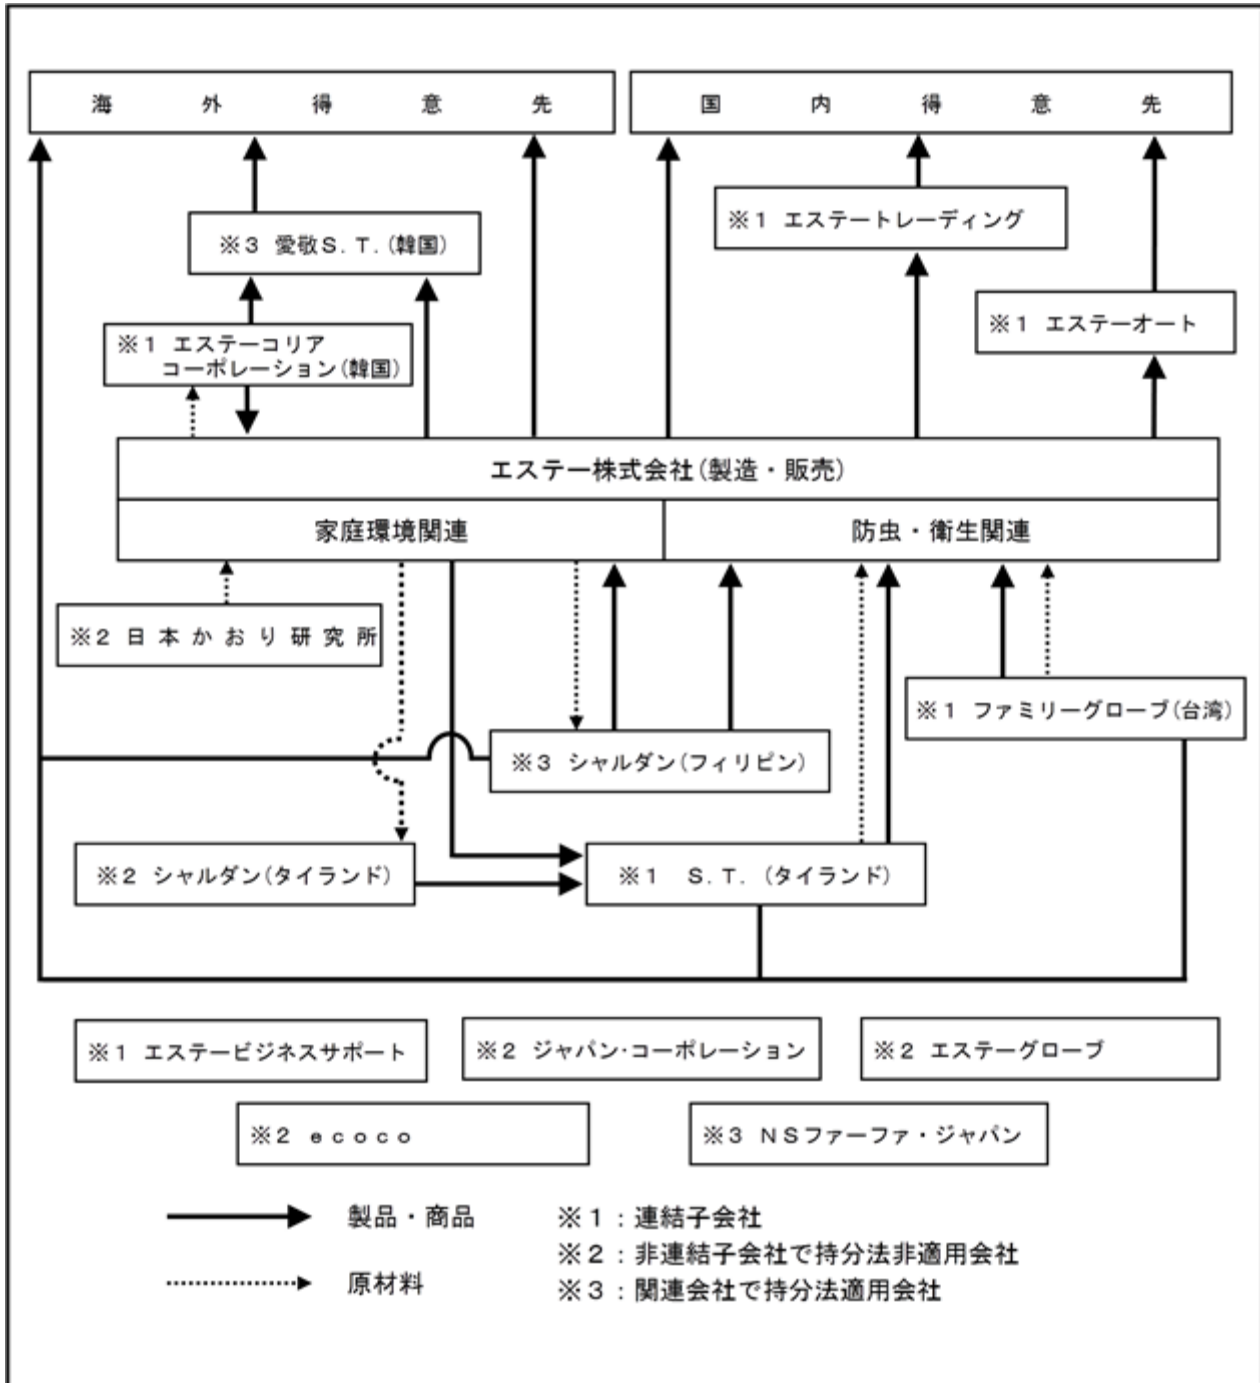 海外得意先
国内得意先
※1 エステートレーディング
※3 愛敬S.T.(韓国)
※1 エステーオート
※1 エステーコリア
コーポレーション(韓国)
エステー株式会社(製造・販売)
家庭環境関連
防虫・衛生関連
※2 日本かおり研究所
※1 ファミリーグローブ(台湾)
※3 シャルダン(フィリピン)
※2 シャルダン(タイランド)
※1 S.T.(タイランド)
※1 エステービジネスサポート
※2 ジャパン・コーポレーション
※2 エステーグローブ
※2 ecoco
※3 NSファーファ・ジャパン
製品・商品
※1:連結子会社
※2:非連結子会社で持分法非適用会社
原材料
※3:関連会社で持分法適用会社